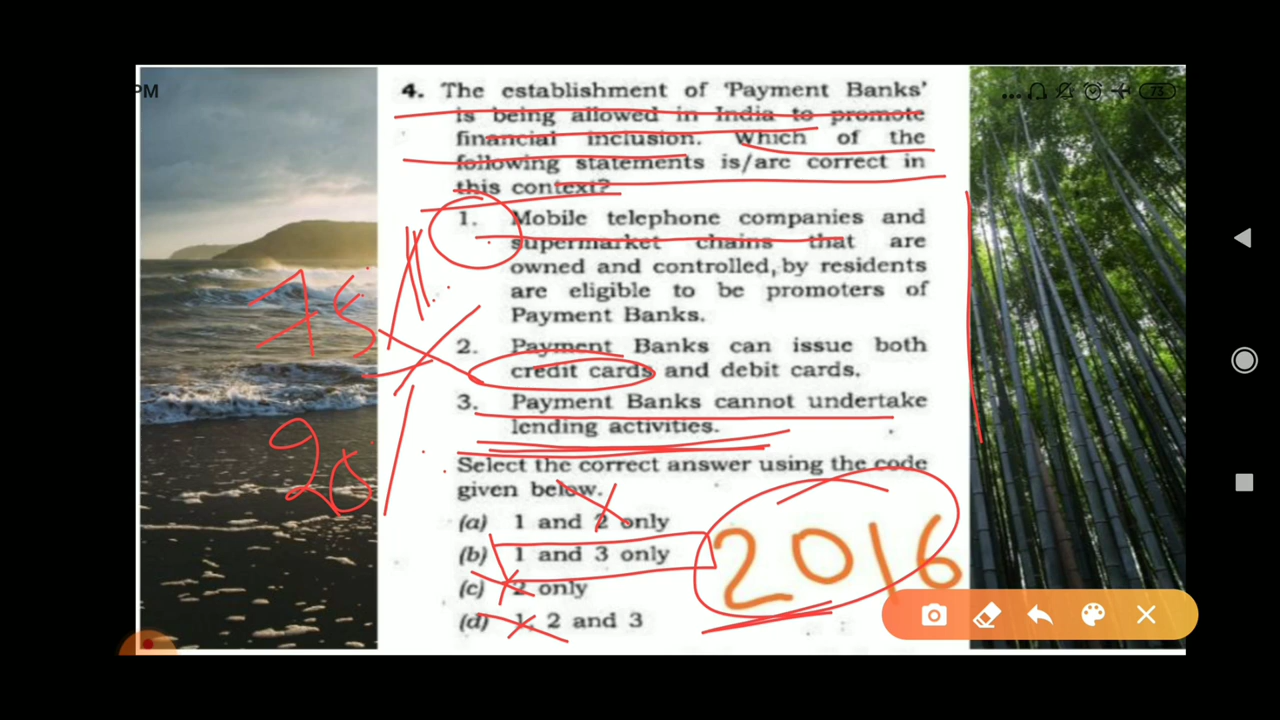 PM
73
4. The establishment of 'Payment Banks'
is being allowed in India to promote
financial inclusion. Which of the
following statements is/are correct in
this context?
1. Mobile telephone companies and
supermarket chains that are
owned and controlled by residents
are eligible to be promoters of
Payment Banks.
2. Payment Banks can issue both
credit cards and debit cards.
3. Payment Banks cannot undertake
lending activities.
Select the correct answer using the code
given below.
(a) 1 and 2 only
(b) 1 and 3 only
(c) 2 only
(d) 1, 2 and 3
2016